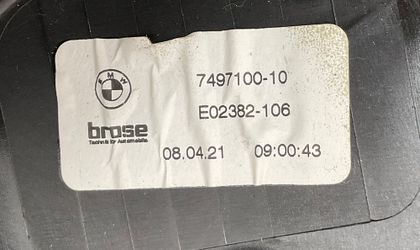 BMW
7497100-10
E02382-106
brose
Technik für Automobile
08.04.21 09:00:43